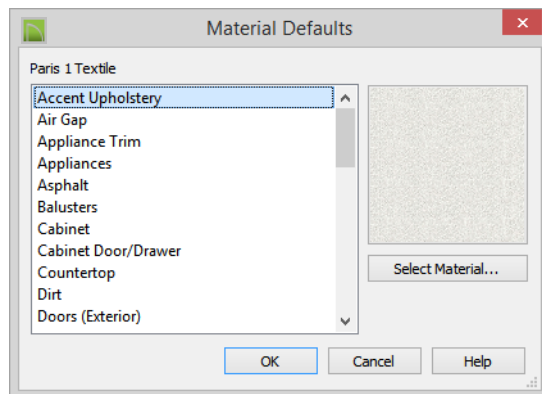 Material Defaults
Paris 1 Textile
Accent Upholstery
Air Gap
Appliance Trim
Appliances
Asphalt
Balusters
Cabinet
Cabinet Door/Drawer
Countertop
Dirt
Doors (Exterior)
Select Material...
OK Cancel Help